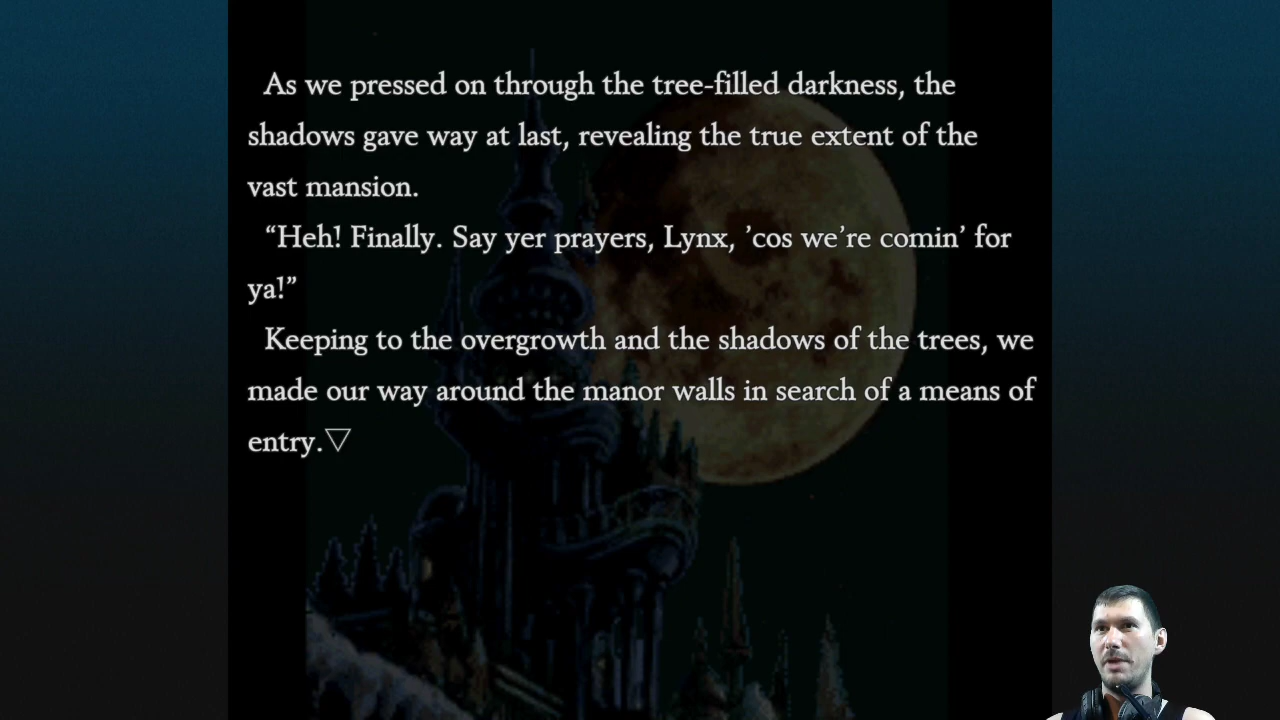 As we pressed on through the tree-filled darkness, the
shadows gave way at last, revealing the true extent of the
vast mansion.
“Heh! Finally. Say yer prayers, Lynx, ’cos we’re comin’ for
ya!”
Keeping to the overgrowth and the shadows of the trees, we
made our way around the manor walls in search of a means of
entry.▽